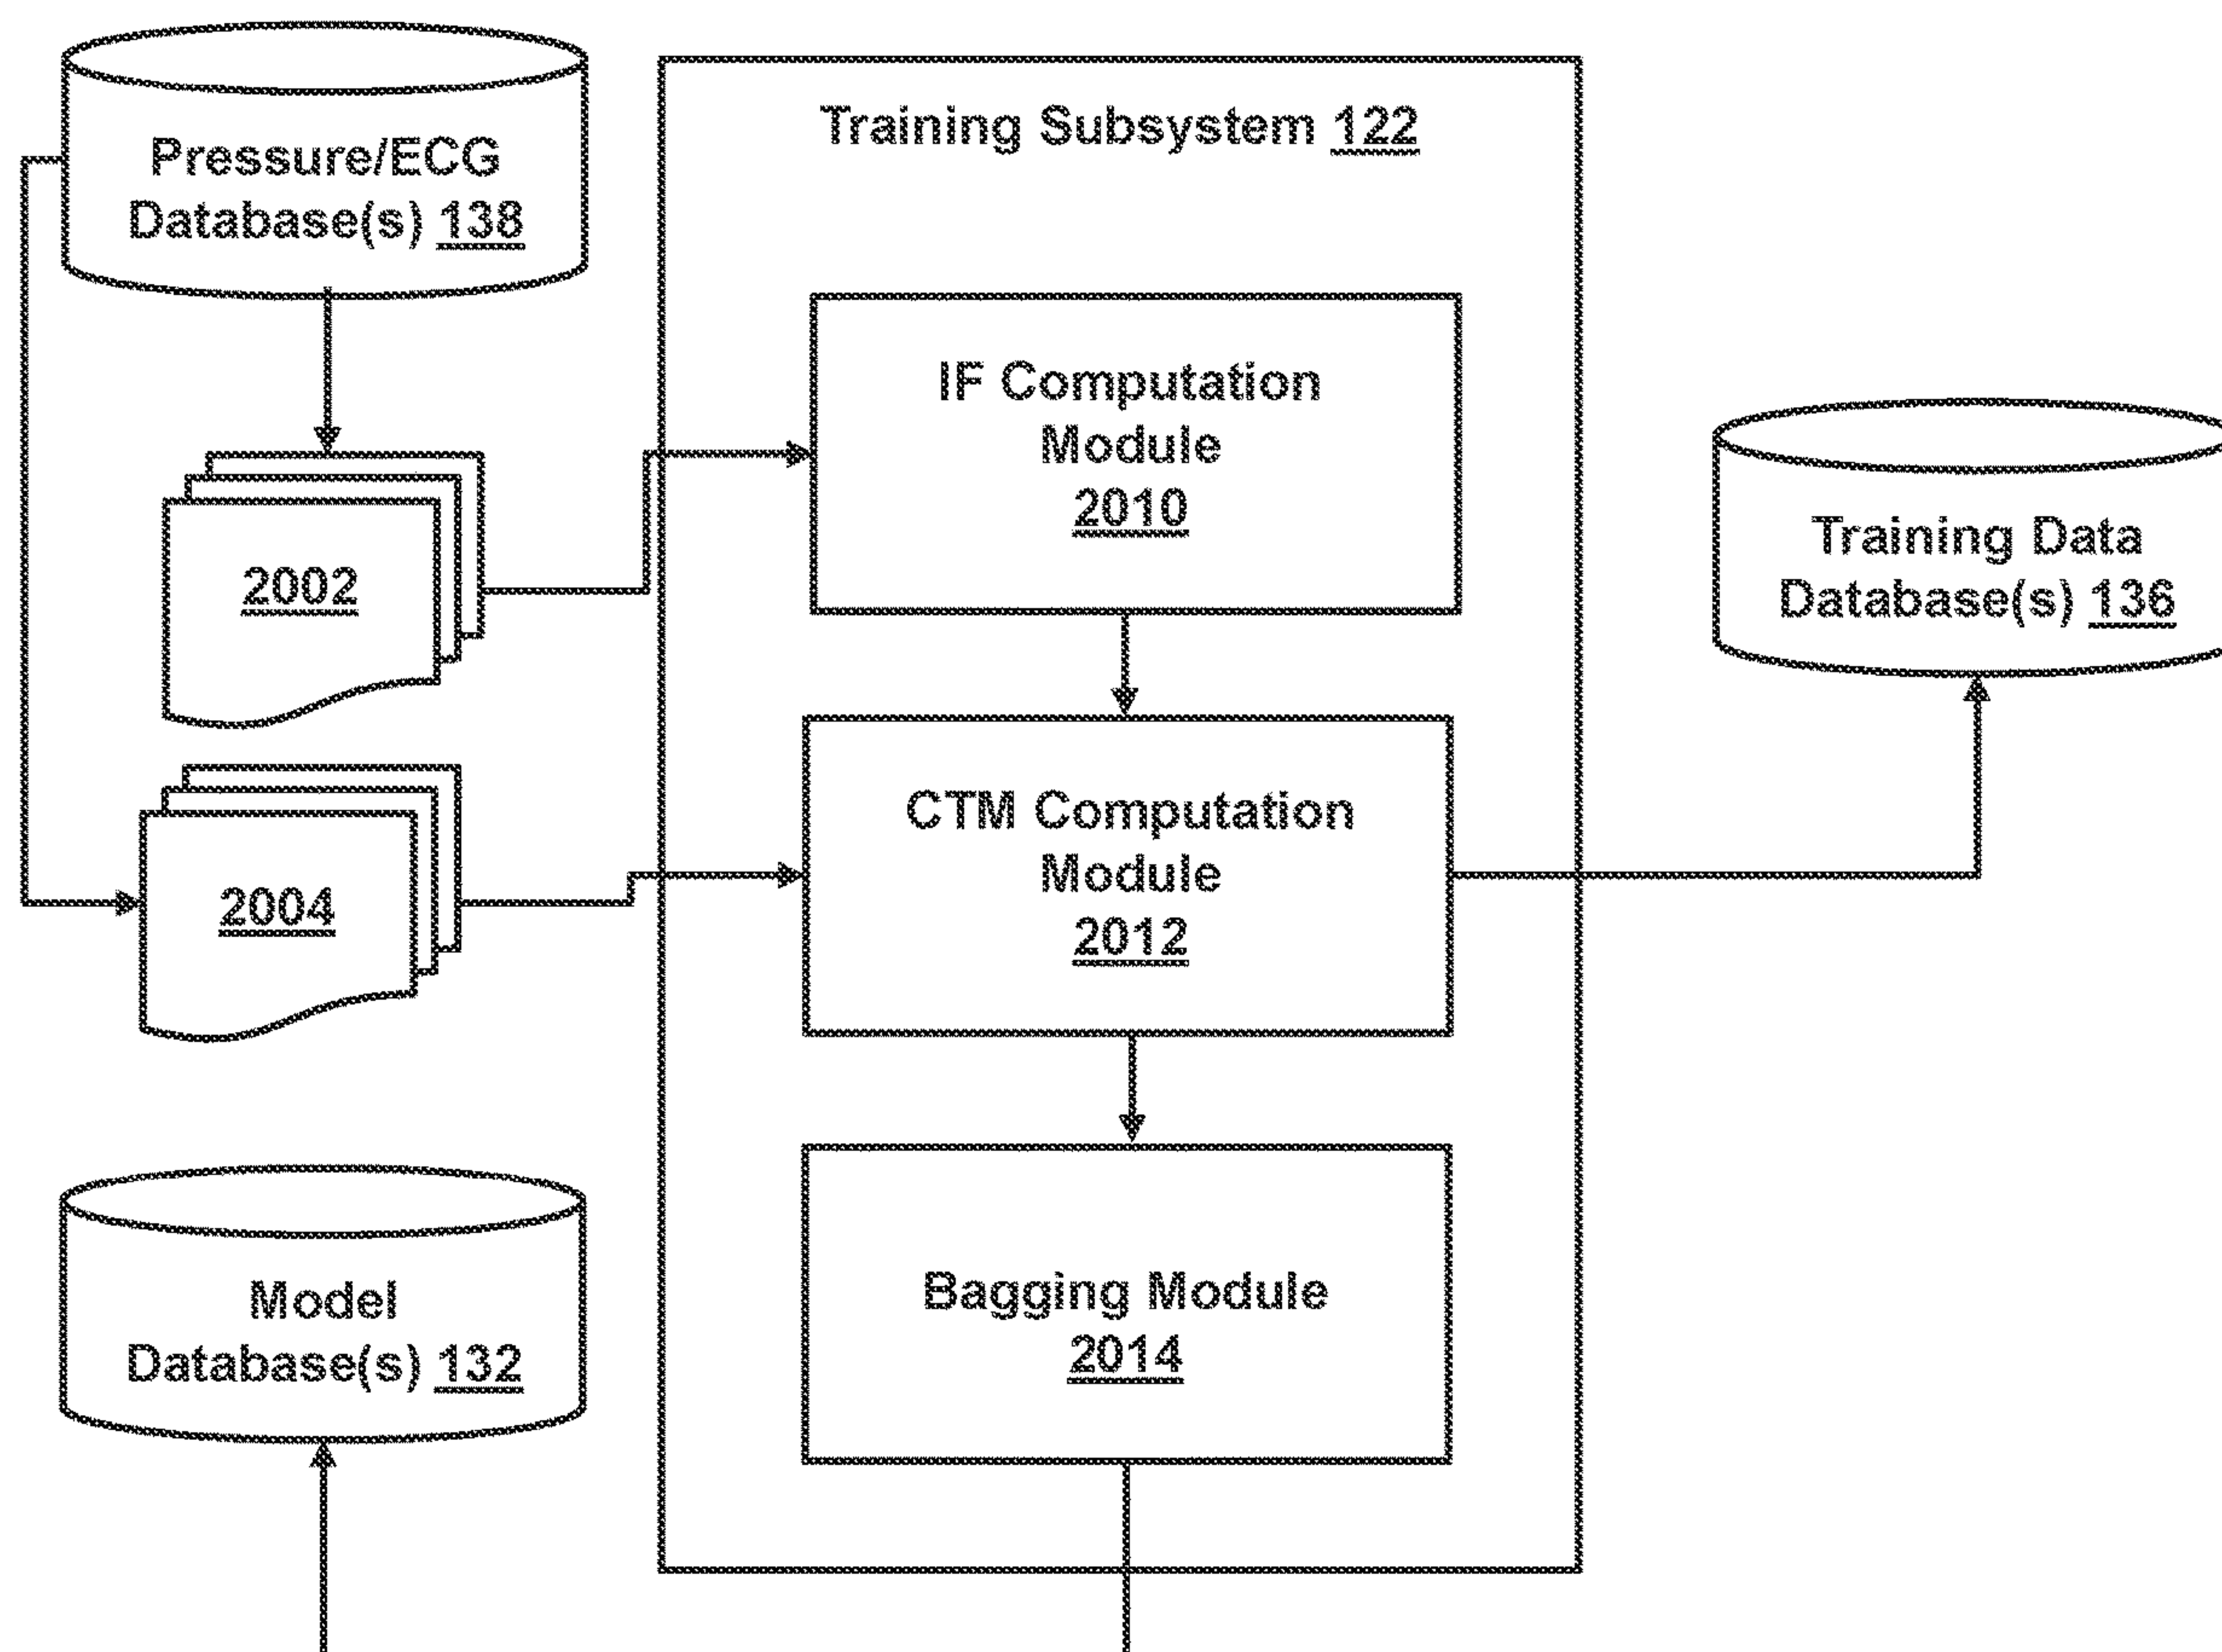 Pressure/ECG
Database(s) 138
Training Subsystem 122
IF Computation
Module
2010
2002
Training Data
Database(s) 136
CTM Computation
Module
2012
2004
Bagging Module
2014
Model
Database(s) 132